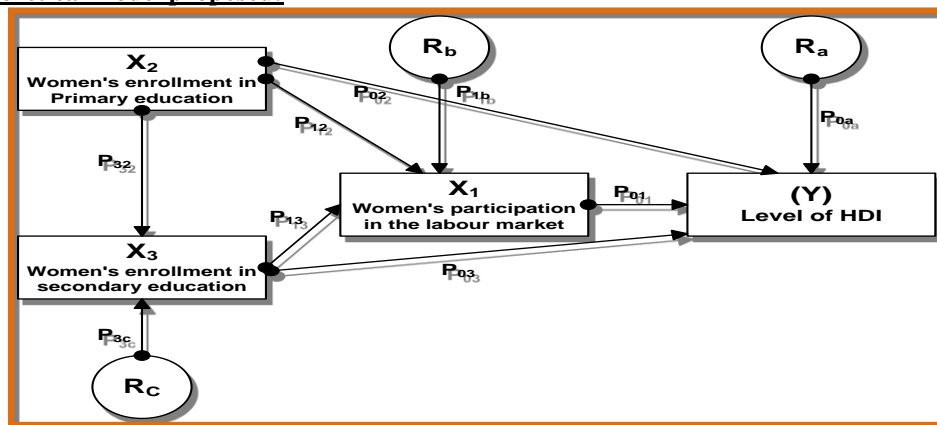 X2
Women's enrollment in
Primary education
Rb
Ra
P02
P1b
P0a
P12
P32
X1
Women's participation
in the labour market
P01
(Y)
Level of HDI
P13
X3
Women's enrollment in
secondary education
P03
P3c
RC